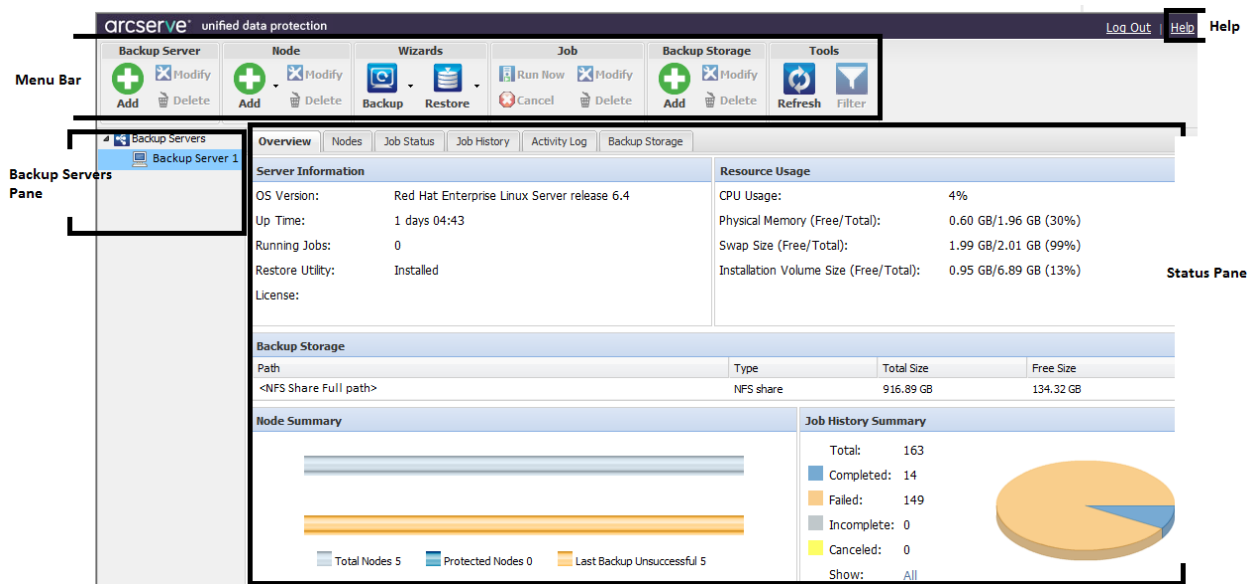 arcserve® unified data protection
Log Out | Help
Help
Menu Bar
Backup Server Node Wizards Job Backup Storage Tools
Modify Modify Run Now Modify Modify
Add Delete Add Delete Backup Restore Cancel Delete Add Delete Refresh Filter
Backup Servers
Backup Server 1
Backup Servers
Pane
Overview Nodes Job Status Job History Activity Log Backup Storage
Server Information
OS Version: Red Hat Enterprise Linux Server release 6.4
Up Time: 1 days 04:43
Running Jobs: 0
Restore Utility: Installed
License:
Resource Usage
CPU Usage: 4%
Physical Memory (Free/Total): 0.60 GB/1.96 GB (30%)
Swap Size (Free/Total): 1.99 GB/2.01 GB (99%)
Installation Volume Size (Free/Total): 0.95 GB/6.89 GB (13%)
Status Pane
Backup Storage
Path Type Total Size Free Size
<NFS Share Full path> NFS share 916.89 GB 134.32 GB
Node Summary
Total Nodes 5 Protected Nodes 0 Last Backup Unsuccessful 5
Job History Summary
Total: 163
Completed: 14
Failed: 149
Incomplete: 0
Canceled: 0
Show: All